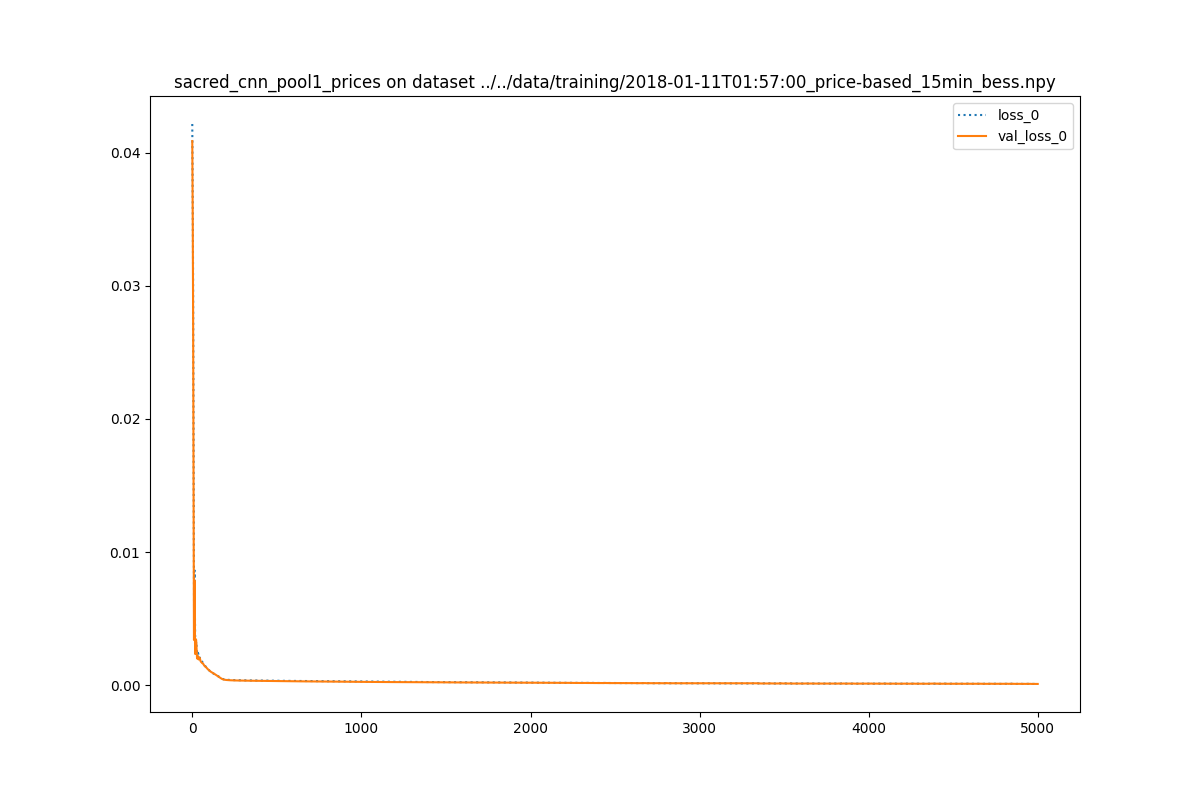 sacred_cnn_pool1_prices on dataset ../../data/training/2018-01-11T01:57:00_price-based_15min_bess.npy
loss_0
val_loss_0
0.04
0.03
0.02
0.01
0.00
0 1000 2000 3000 4000 5000